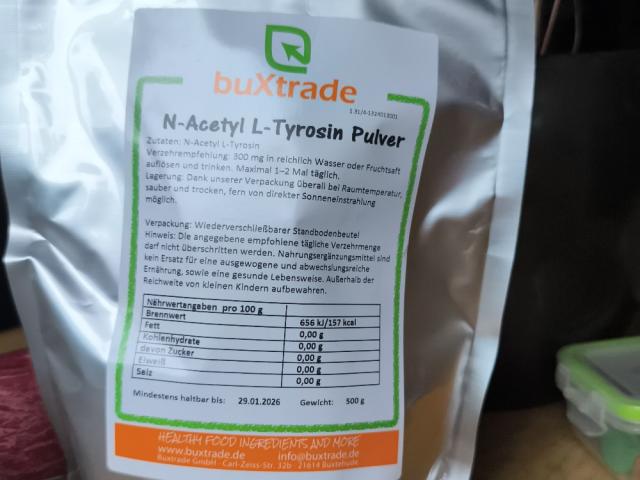 buXtrade
1.31/4-1324013001
N-Acetyl L-Tyrosin Pulver
Zutaten: N-Acetyl L-Tyrosin
Verzehrempfehlung: 300 mg in reichlich Wasser oder Fruchtsaft
auflösen und trinken. Maximal 1–2 Mal täglich.
Lagerung: Dank unserer Verpackung überall bei Raumtemperatur,
sauber und trocken, fern von direkter Sonneneinstrahlung
möglich.
Verpackung: Wiederverschließbarer Standbodenbeutel
Hinweis: Die angegebene empfohlene tägliche Verzehrmenge
darf nicht überschritten werden. Nahrungsergänzungsmittel sind
kein Ersatz für eine ausgewogene und abwechslungsreiche
Ernährung, sowie eine gesunde Lebensweise. Außerhalb der
Reichweite von kleinen Kindern aufbewahren.
Nährwertangaben pro 100 g
Brennwert 656 kJ/157 kcal
Fett 0,00 g
Kohlenhydrate 0,00 g
davon Zucker 0,00 g
Eiweiß 0,00 g
Salz 0,00 g
Mindestens haltbar bis: 29.01.2026 Gewicht: 500 g
HEALTHY FOOD INGREDIENTS AND MORE
www.buxtrade.de info@buxtrade.de
Buxtrade GmbH · Carl-Zeiss-Str. 32b · 21614 Buxtehude